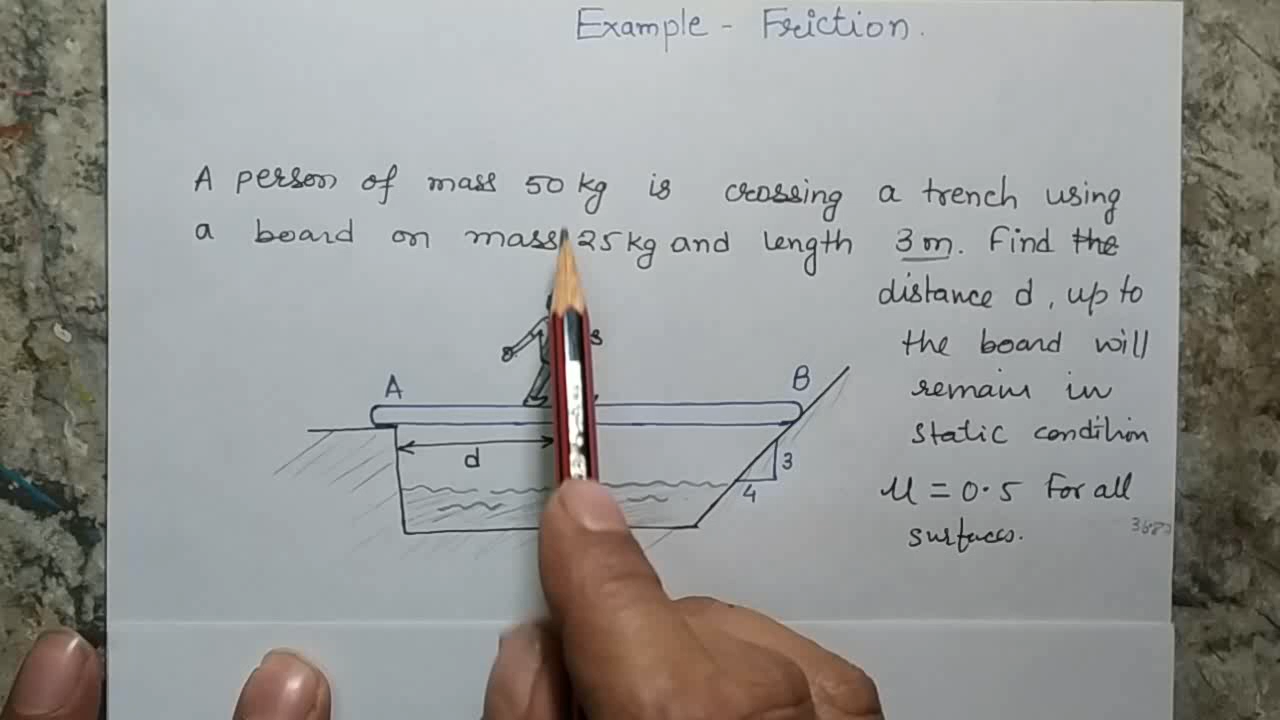 Example - Friction.
A person of mass 50 kg is crossing a trench using
a board on mass 25 kg and length 3 m. Find the
distance d, up to
the board will
remain in
static condition
μ = 0.5 for all
surfaces.
A
B
d
3
4